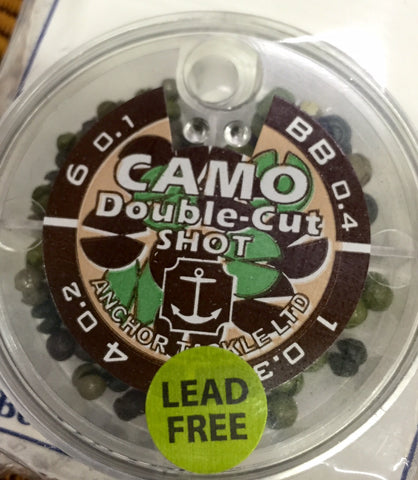 CAMO
Double-Cut
SHOT
ANCHOR TACKLE LTD
6 0.1
BB 0.4
4 0.2
1 0.3
LEAD
FREE